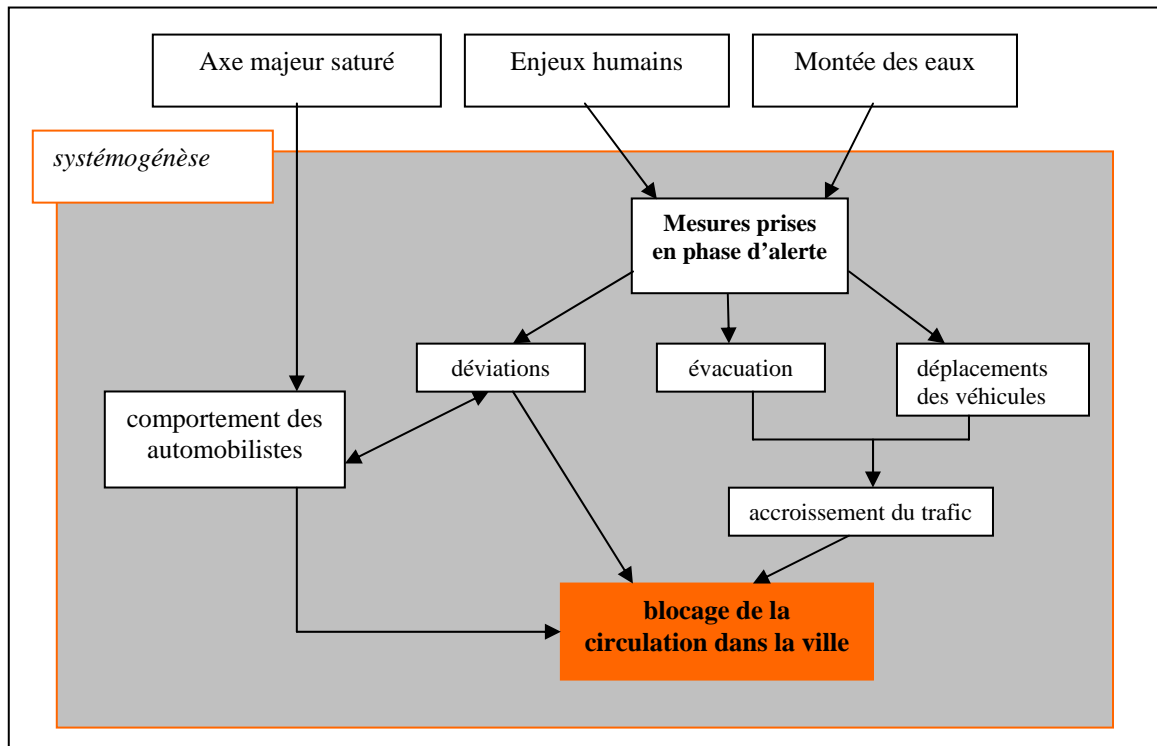 Axe majeur saturé
Enjeux humains
Montée des eaux
systémogénèse
Mesures prises
en phase d'alerte
déviations
évacuation
déplacements
des véhicules
comportement des
automobilistes
accroissement du trafic
blocage de la
circulation dans la ville